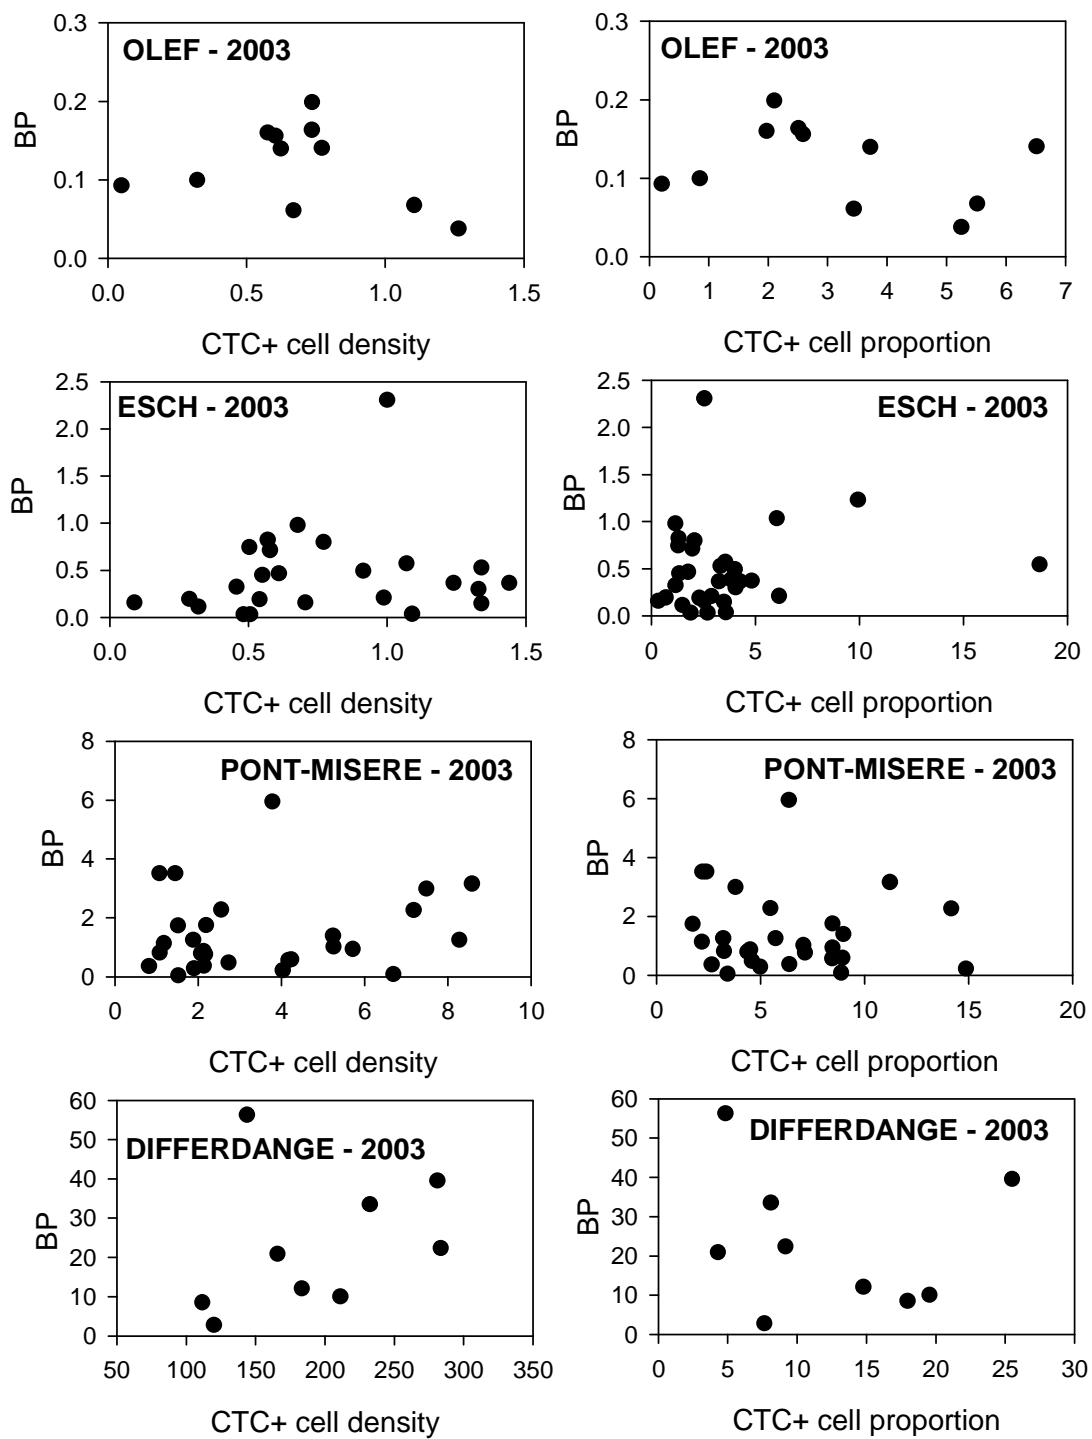 OLEF - 2003
BP
0.3
0.2
0.1
0.0
0.0 0.5 1.0 1.5
CTC+ cell density
OLEF - 2003
BP
0.3
0.2
0.1
0.0
0 1 2 3 4 5 6 7
CTC+ cell proportion
ESCH - 2003
BP
2.5
2.0
1.5
1.0
0.5
0.0
0.0 0.5 1.0 1.5
CTC+ cell density
ESCH - 2003
BP
2.5
2.0
1.5
1.0
0.5
0.0
0 5 10 15 20
CTC+ cell proportion
PONT-MISERE - 2003
BP
8
6
4
2
0
0 2 4 6 8 10
CTC+ cell density
PONT-MISERE - 2003
BP
8
6
4
2
0
0 5 10 15 20
CTC+ cell proportion
DIFFERDANGE - 2003
BP
60
50
40
30
20
10
0
50 100 150 200 250 300 350
CTC+ cell density
DIFFERDANGE - 2003
BP
60
50
40
30
20
10
0
0 5 10 15 20 25 30
CTC+ cell proportion